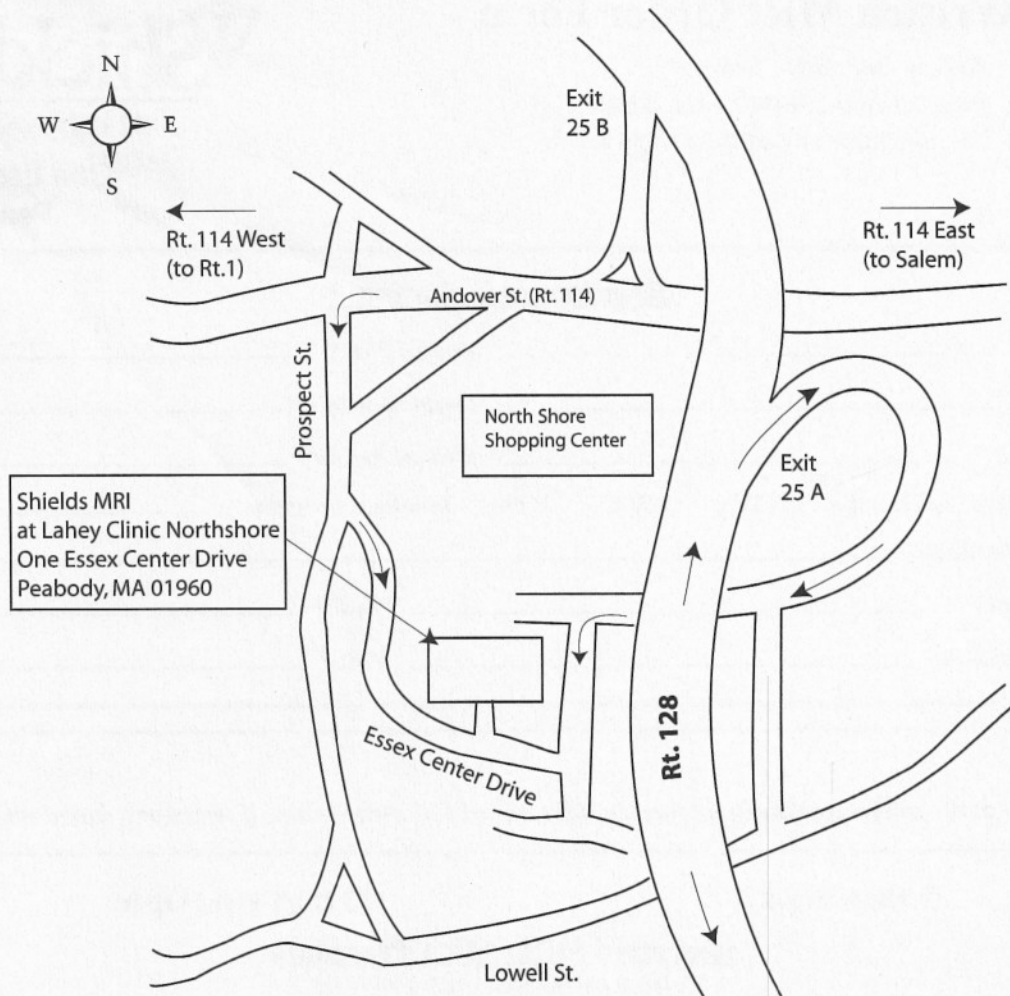 N
W E
S
Exit
25 B
Rt. 114 West
(to Rt.1)
Rt. 114 East
(to Salem)
Andover St. (Rt.114)
Prospect St.
North Shore
Shopping Center
Exit
25 A
Shields MRI
at Lahey Clinic Northshore
One Essex Center Drive
Peabody, MA 01960
Rt. 128
Essex Center Drive
Lowell St.